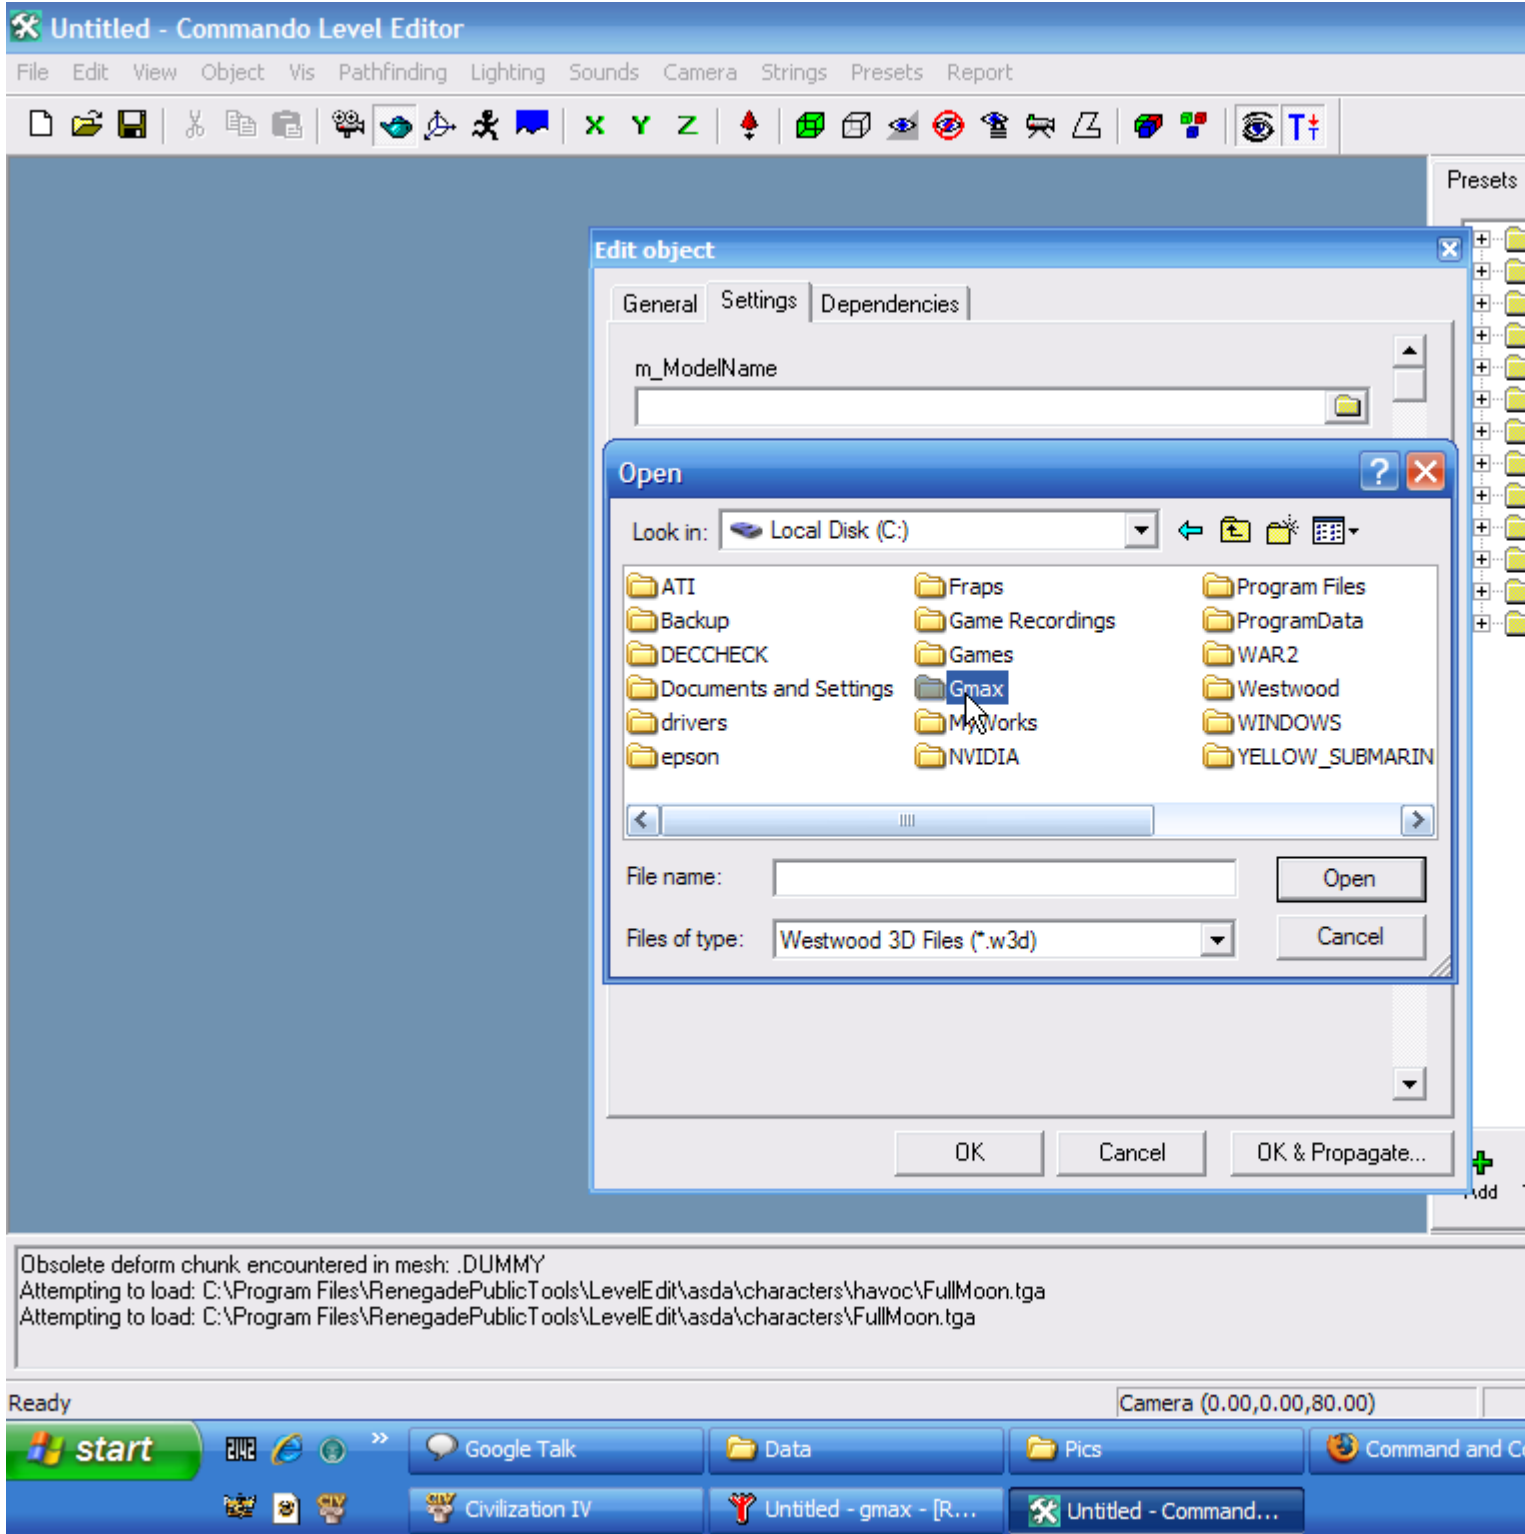 Untitled - Commando Level Editor
File Edit View Object Vis Pathfinding Lighting Sounds Camera Strings Presets Report
X Y Z T
Presets
Edit object
General Settings Dependencies
m_ModelName
Open
Look in: Local Disk (C:)
ATI Fraps Program Files
Backup Game Recordings ProgramData
DECCHECK Games WAR2
Documents and Settings Gmax Westwood
drivers MyWorks WINDOWS
epson NVIDIA YELLOW_SUBMARIN
File name: Open
Files of type: Westwood 3D Files (*.w3d) Cancel
OK Cancel OK & Propagate...
Add
Obsolete deform chunk encountered in mesh: .DUMMY
Attempting to load: C:\Program Files\RenegadePublicTools\LevelEdit\asda\characters\havoc\FullMoon.tga
Attempting to load: C:\Program Files\RenegadePublicTools\LevelEdit\asda\characters\FullMoon.tga
Ready Camera (0.00,0.00,80.00)
start 2142 Google Talk Data Pics Command and Co
CIV Civilization IV Untitled - gmax - [R... Untitled - Command...